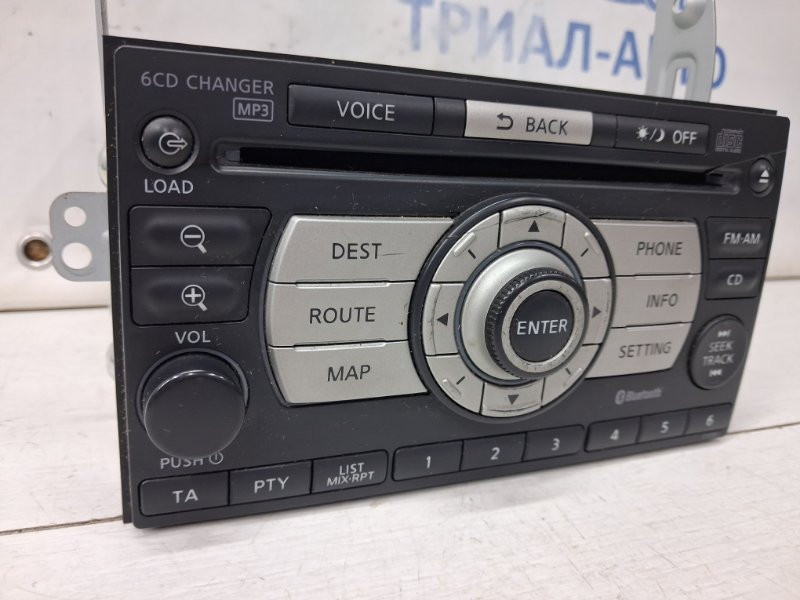 ТРИАЛ-АВТО
6CD CHANGER
MP3
VOICE
BACK
OFF
LOAD
DEST
PHONE
FM·AM
CD
ROUTE
ENTER
INFO
VOL
MAP
SETTING
SEEK
TRACK
Bluetooth
PUSH
TA
PTY
LIST
MIX·RPT
1
2
3
4
5
6